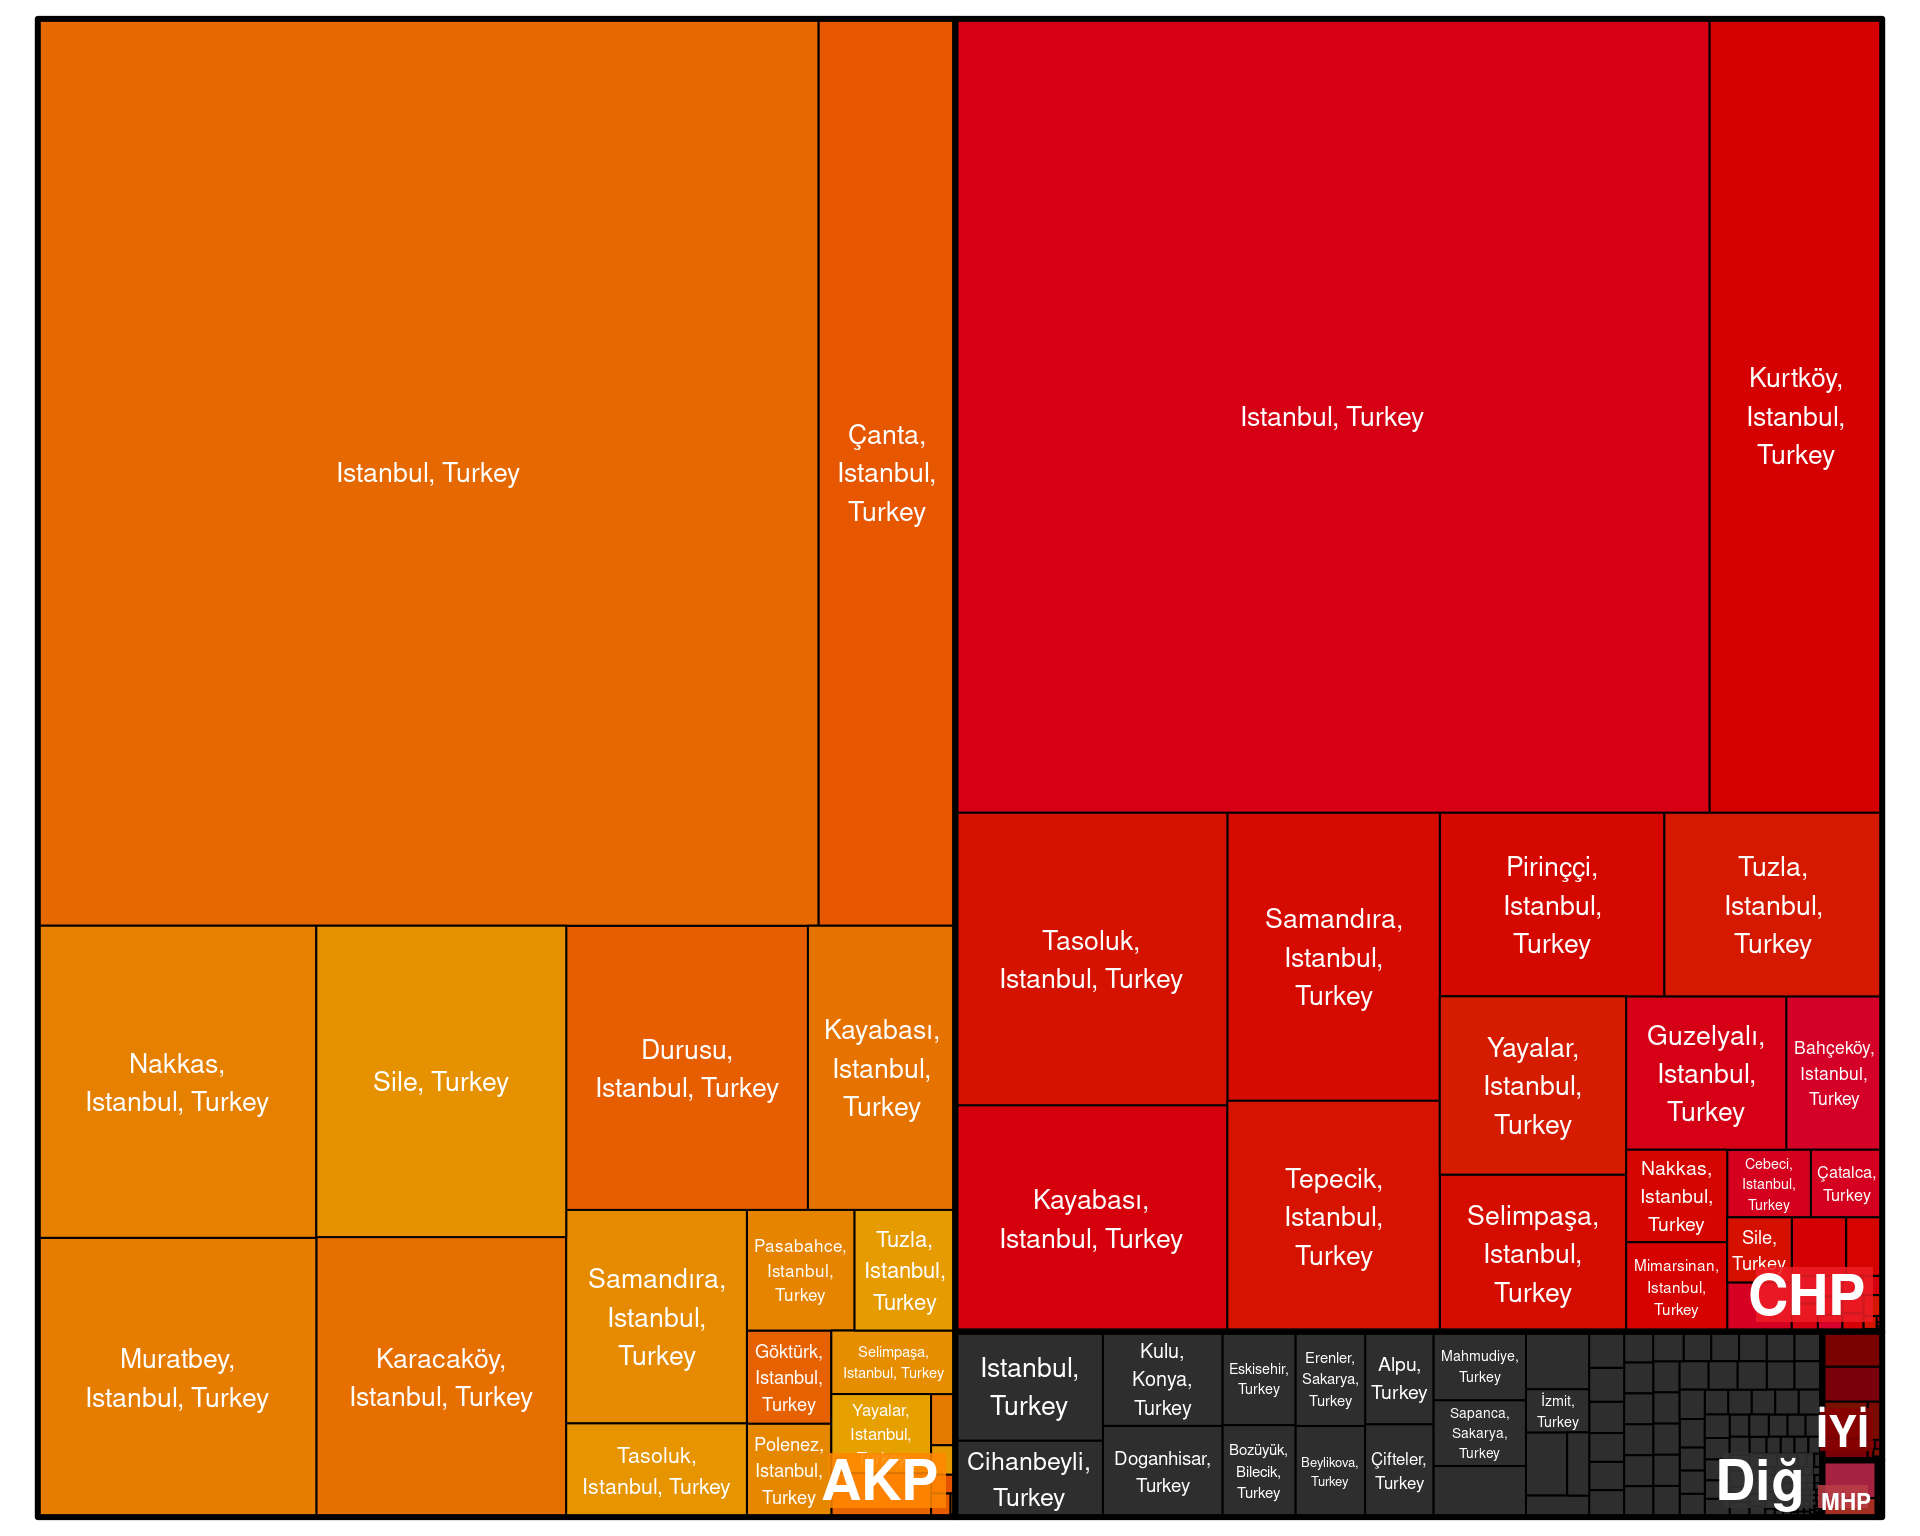 Istanbul, Turkey
Çanta,
Istanbul,
Turkey
Nakkas,
Istanbul, Turkey
Sile, Turkey
Durusu,
Istanbul, Turkey
Kayabası,
Istanbul,
Turkey
Muratbey,
Istanbul, Turkey
Karacaköy,
Istanbul, Turkey
Samandıra,
Istanbul,
Turkey
Pasabahce,
Istanbul,
Turkey
Tuzla,
Istanbul,
Turkey
Göktürk,
Istanbul,
Turkey
Selimpaşa,
Istanbul, Turkey
Tasoluk,
Istanbul, Turkey
Polenez,
Istanbul,
Turkey
Yayalar,
Istanbul,
AKP
Istanbul, Turkey
Kurtköy,
Istanbul,
Turkey
Tasoluk,
Istanbul, Turkey
Samandıra,
Istanbul,
Turkey
Pirinççi,
Istanbul,
Turkey
Tuzla,
Istanbul,
Turkey
Kayabası,
Istanbul, Turkey
Tepecik,
Istanbul,
Turkey
Yayalar,
Istanbul,
Turkey
Selimpaşa,
Istanbul,
Turkey
Guzelyalı,
Istanbul,
Turkey
Bahçeköy,
Istanbul,
Turkey
Nakkas,
Istanbul,
Turkey
Cebeci,
Istanbul,
Turkey
Çatalca,
Turkey
Mimarsinan,
Istanbul,
Turkey
Sile,
Turkey
CHP
Istanbul,
Turkey
Cihanbeyli,
Turkey
Kulu,
Konya,
Turkey
Doganhisar,
Turkey
Eskisehir,
Turkey
Bozüyük,
Bilecik,
Turkey
Erenler,
Sakarya,
Turkey
Beylikova,
Turkey
Alpu,
Turkey
Çifteler,
Turkey
Mahmudiye,
Turkey
Sapanca,
Sakarya,
Turkey
İzmit,
Turkey
Diğ
İYİ
MHP